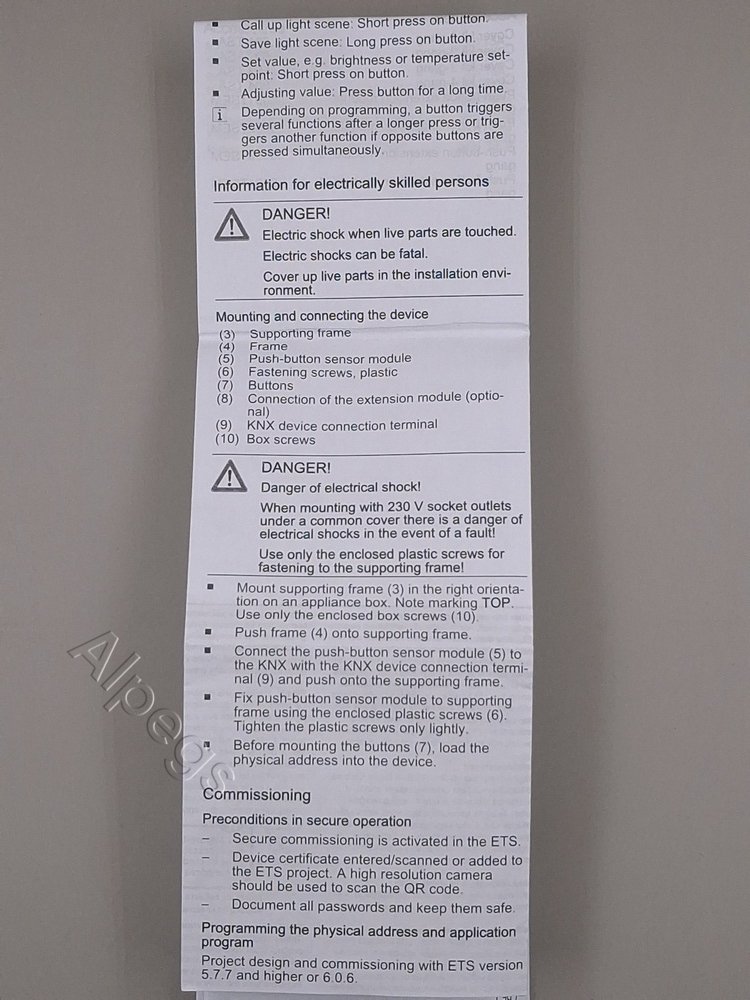 ▪ Call up light scene: Short press on button.
▪ Save light scene: Long press on button.
▪ Set value, e.g. brightness or temperature set-
point: Short press on button.
▪ Adjusting value: Press button for a long time.
i Depending on programming, a button triggers
several functions after a longer press or trig-
gers another function if opposite buttons are
pressed simultaneously.
Information for electrically skilled persons
DANGER!
Electric shock when live parts are touched.
Electric shocks can be fatal.
Cover up live parts in the installation envi-
ronment.
Mounting and connecting the device
(3) Supporting frame
(4) Frame
(5) Push-button sensor module
(6) Fastening screws, plastic
(7) Buttons
(8) Connection of the extension module (optio-
nal)
(9) KNX device connection terminal
(10) Box screws
DANGER!
Danger of electrical shock!
When mounting with 230 V socket outlets
under a common cover there is a danger of
electrical shocks in the event of a fault!
Use only the enclosed plastic screws for
fastening to the supporting frame!
▪ Mount supporting frame (3) in the right orienta-
tion on an appliance box. Note marking TOP.
Use only the enclosed box screws (10).
▪ Push frame (4) onto supporting frame.
▪ Connect the push-button sensor module (5) to
the KNX with the KNX device connection termi-
nal (9) and push onto the supporting frame.
▪ Fix push-button sensor module to supporting
frame using the enclosed plastic screws (6).
Tighten the plastic screws only lightly.
▪ Before mounting the buttons (7), load the
physical address into the device.
Alpegs
Commissioning
Preconditions in secure operation
– Secure commissioning is activated in the ETS.
– Device certificate entered/scanned or added to
the ETS project. A high resolution camera
should be used to scan the QR code.
– Document all passwords and keep them safe.
Programming the physical address and application
program
Project design and commissioning with ETS version
5.7.7 and higher or 6.0.6.